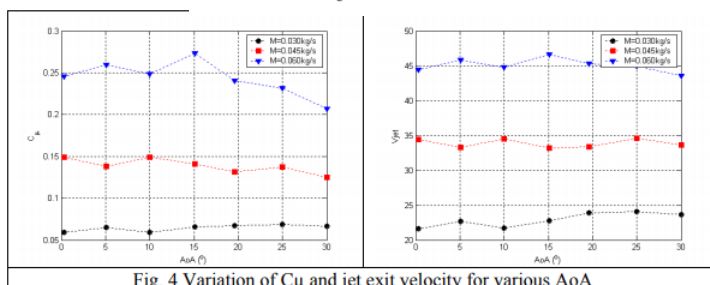 M=0.030kg/s
M=0.045kg/s
M=0.060kg/s
0.3
0.25
0.2
0.15
0.1
0.05
C
0 5 10 15 20 25 30
AoA (⁰)
M=0.030kg/s
M=0.045kg/s
M=0.060kg/s
50
45
40
35
30
25
20
Vjet
0 5 10 15 20 25 30
AoA (⁰)
Fig. 4 Variation of Cμ and jet exit velocity for various AoA